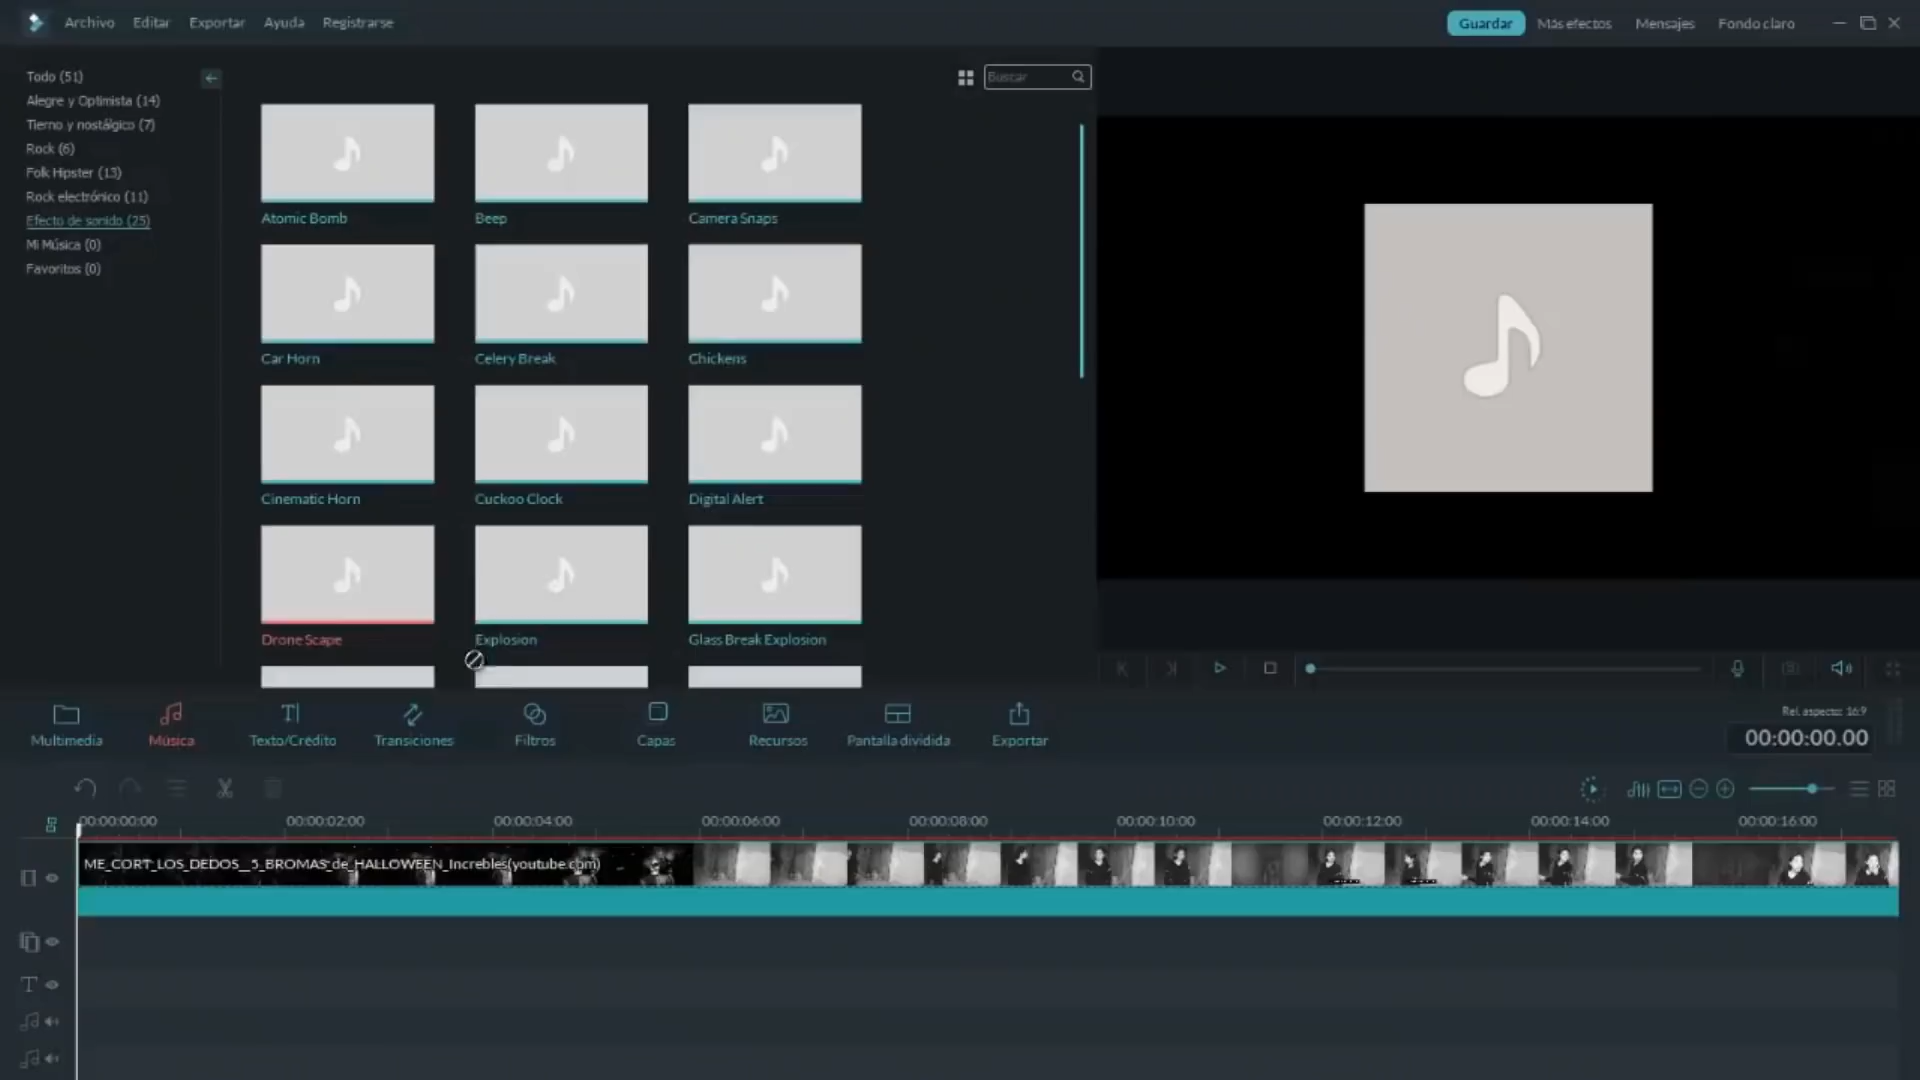 Archivo Editar Exportar Ayuda Registrarse
Guardar Más efectos Mensajes Fondo claro
Todo (51)
Alegre y Optimista (14)
Tierno y nostálgico (7)
Rock (6)
Folk Hipster (13)
Rock electrónico (11)
Efecto de sonido (25)
Mi Música (0)
Favoritos (0)
Buscar
Atomic Bomb Beep Camera Snaps
Car Horn Celery Break Chickens
Cinematic Horn Cuckoo Clock Digital Alert
Drone Scape Explosion Glass Break Explosion
Multimedia Música Texto/Crédito Transiciones Filtros Capas Recursos Pantalla dividida Exportar
Rel. aspecto: 16:9
00:00:00.00
00:00:00:00 00:00:02:00 00:00:04:00 00:00:06:00 00:00:08:00 00:00:10:00 00:00:12:00 00:00:14:00 00:00:16:00
ME_CORT_LOS_DEDOS__5_BROMAS_de_HALLOWEEN_Increbles(youtube.com)